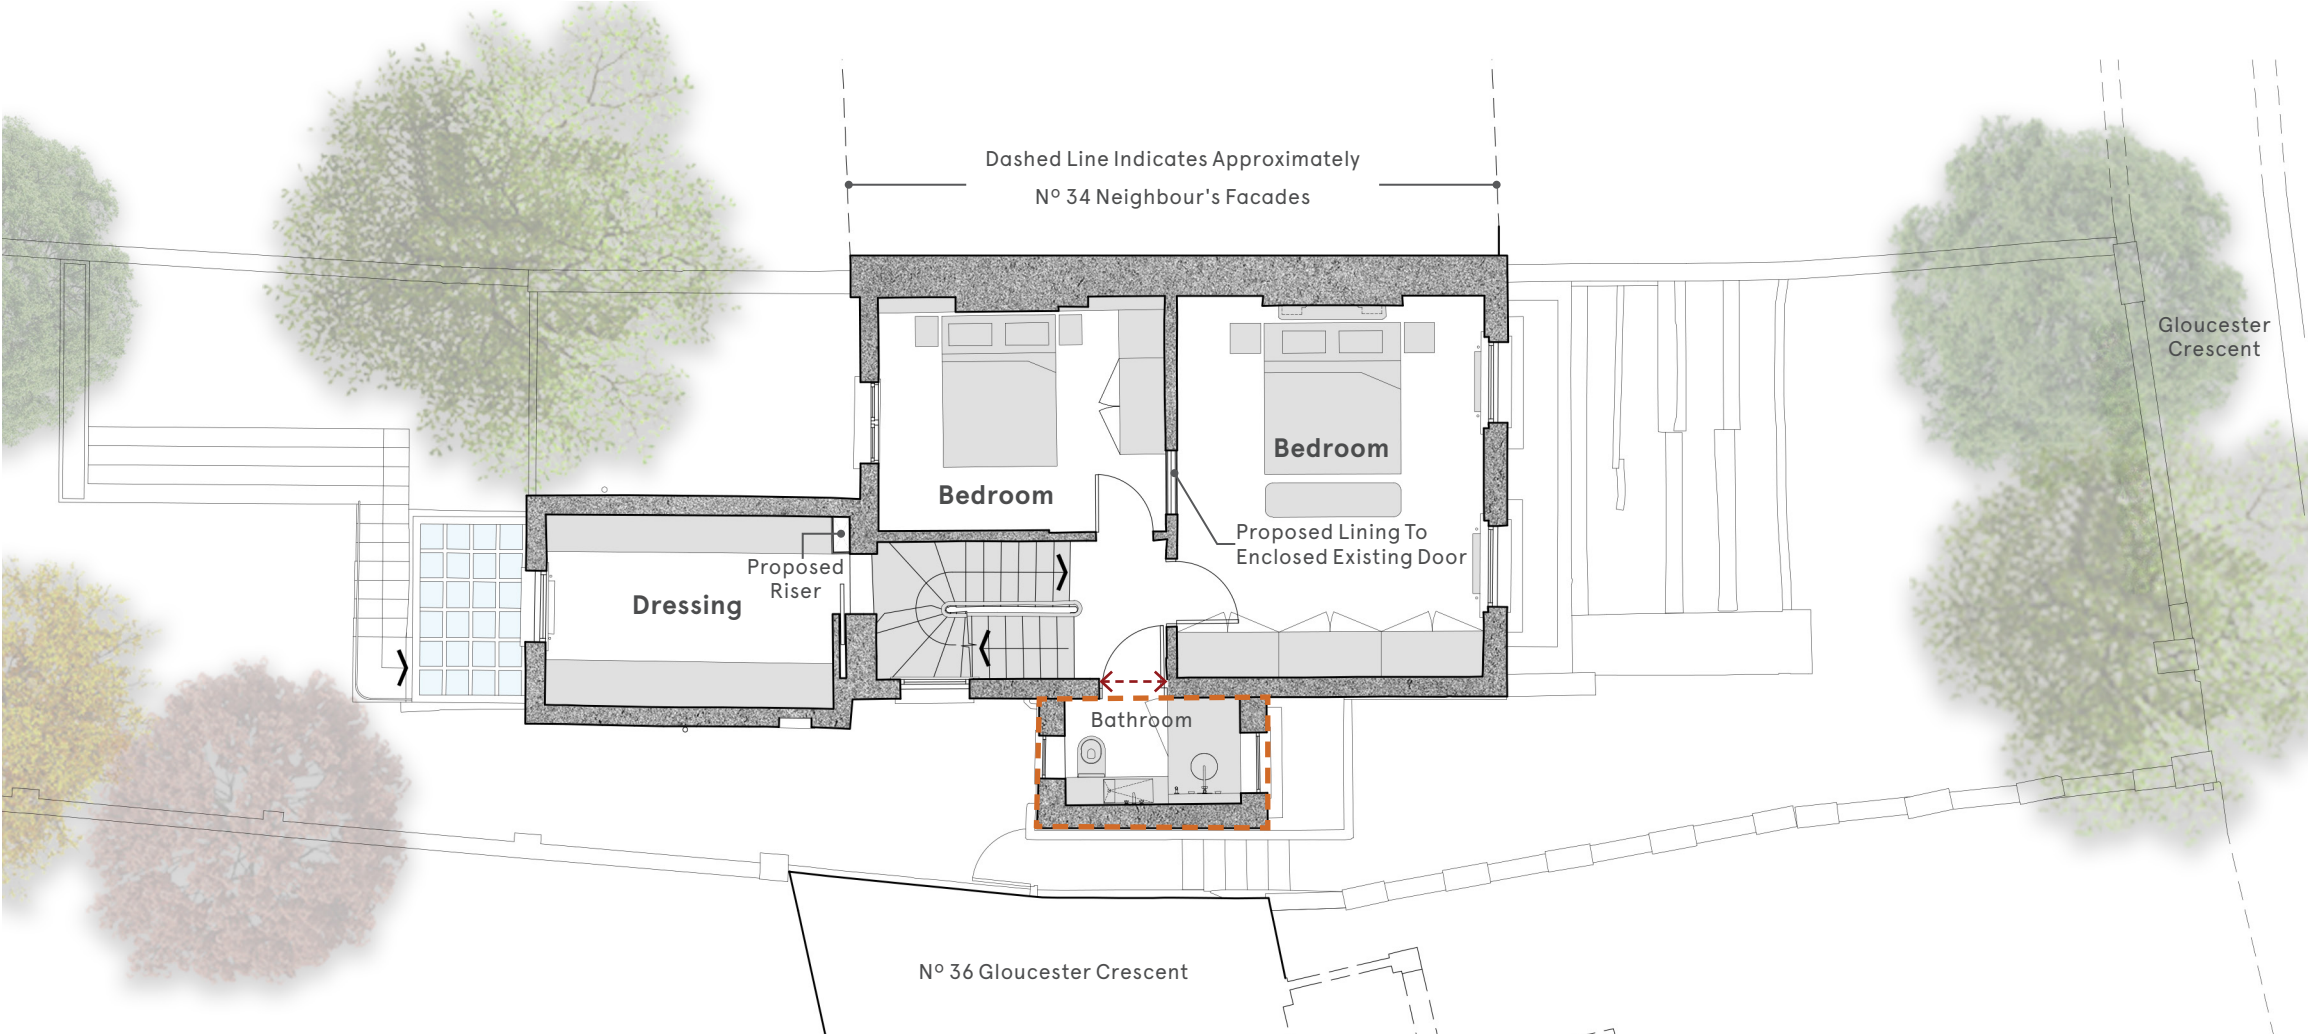 Dashed Line Indicates Approximately
Nº 34 Neighbour's Facades
Gloucester
Crescent
Bedroom
Bedroom
Proposed Lining To
Enclosed Existing Door
Proposed
Riser
Dressing
Bathroom
Nº 36 Gloucester Crescent